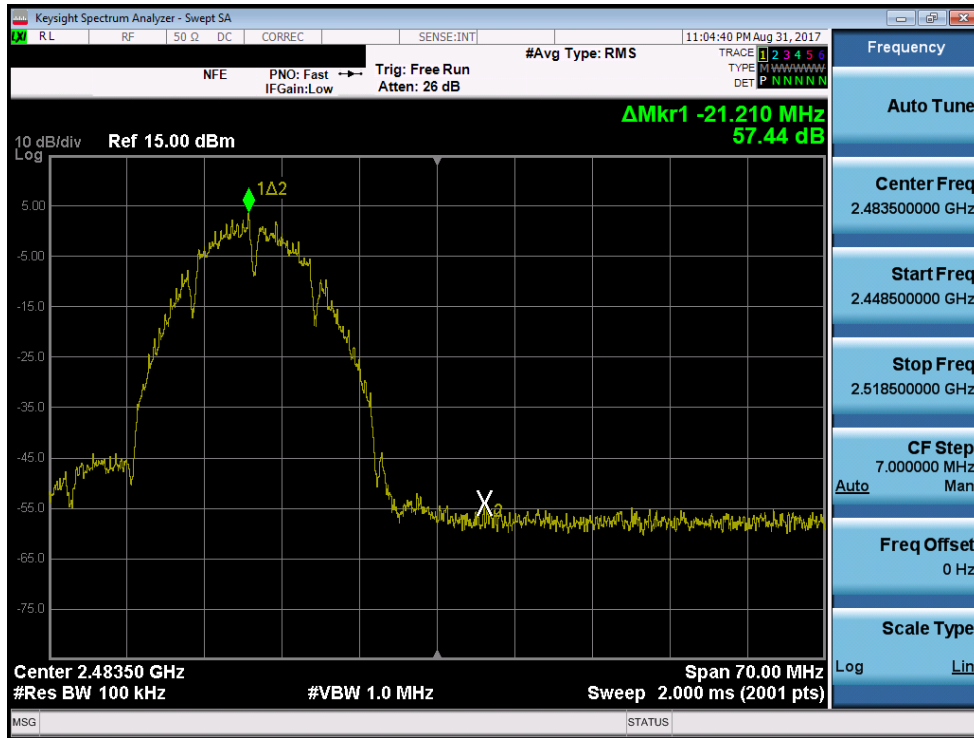 Keysight Spectrum Analyzer - Swept SA
LXI RL RF 50 Ω DC CORREC SENSE:INT 11:04:40 PM Aug 31, 2017
NFE PNO: Fast IFGain:Low Trig: Free Run Atten: 26 dB #Avg Type: RMS
TRACE 1 2 3 4 5 6
TYPE M W W W W W
DET P N N N N N
ΔMkr1 -21.210 MHz
57.44 dB
10 dB/div Ref 15.00 dBm
Log
1Δ2
5.00
-5.00
-15.0
-25.0
-35.0
-45.0
-55.0
X2
-65.0
-75.0
Center 2.48350 GHz Span 70.00 MHz
#Res BW 100 kHz #VBW 1.0 MHz Sweep 2.000 ms (2001 pts)
MSG STATUS
Frequency
Auto Tune
Center Freq
2.483500000 GHz
Start Freq
2.448500000 GHz
Stop Freq
2.518500000 GHz
CF Step
7.000000 MHz
Auto Man
Freq Offset
0 Hz
Scale Type
Log Lin